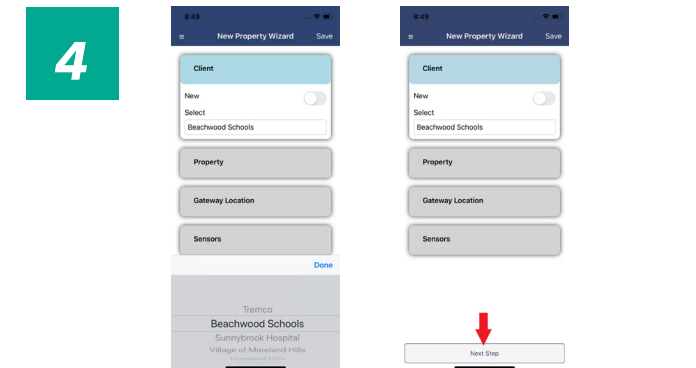 4
8:49
New Property Wizard Save
Client
New
Select
Beachwood Schools
Property
Gateway Location
Sensors
Done
Tremco
Beachwood Schools
Sunnybrook Hospital
Village of Moreland Hills
8:49
New Property Wizard Save
Client
New
Select
Beachwood Schools
Property
Gateway Location
Sensors
Next Step